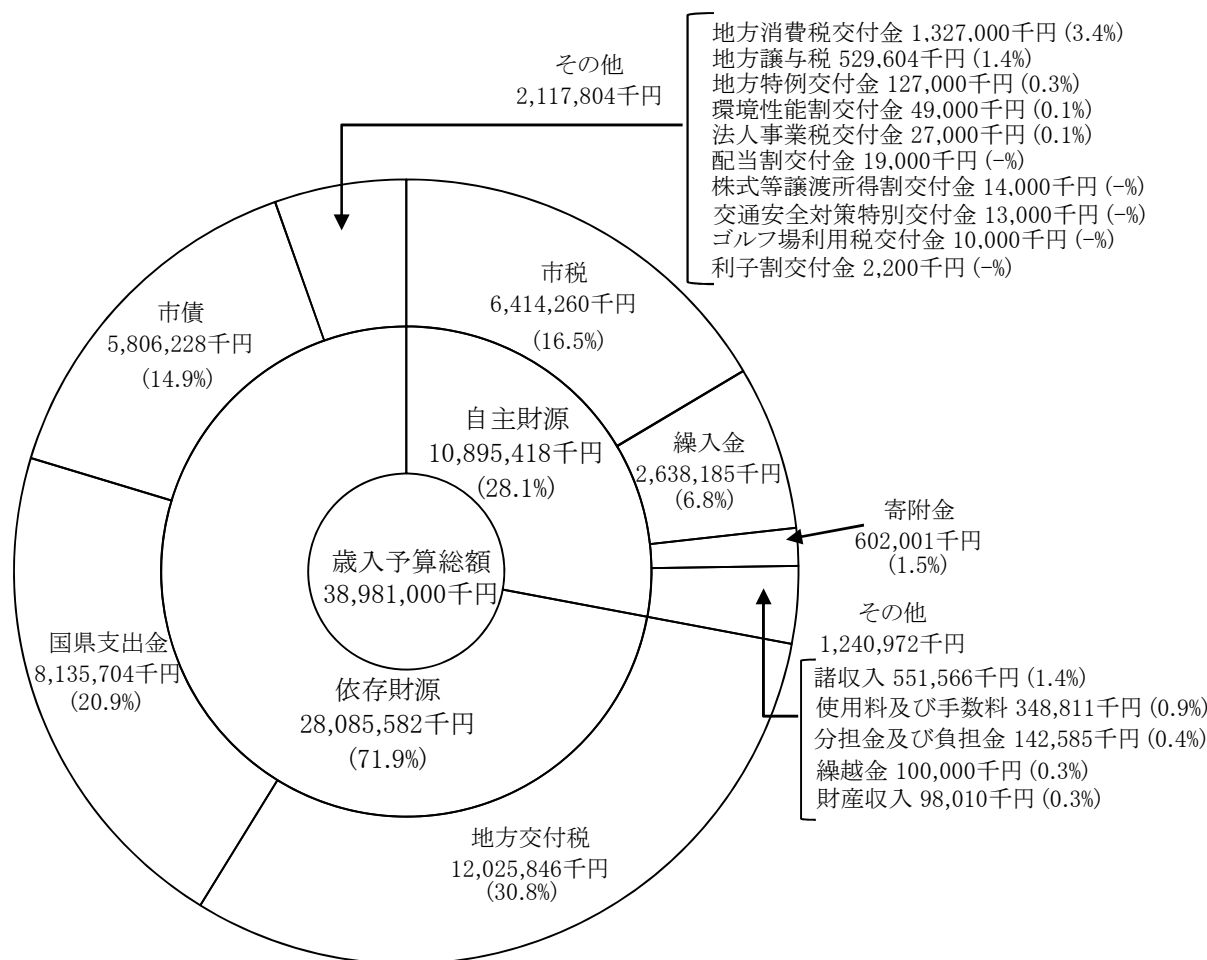 その他
2,117,804千円
地方消費税交付金 1,327,000千円 (3.4%)
地方譲与税 529,604千円 (1.4%)
地方特例交付金 127,000千円 (0.3%)
環境性能割交付金 49,000千円 (0.1%)
法人事業税交付金 27,000千円 (0.1%)
配当割交付金 19,000千円 (-%)
株式等譲渡所得割交付金 14,000千円 (-%)
交通安全対策特別交付金 13,000千円 (-%)
ゴルフ場利用税交付金 10,000千円 (-%)
利子割交付金 2,200千円 (-%)
市税
6,414,260千円
(16.5%)
市債
5,806,228千円
(14.9%)
自主財源
10,895,418千円
(28.1%)
繰入金
2,638,185千円
(6.8%)
寄附金
602,001千円
(1.5%)
歳入予算総額
38,981,000千円
その他
1,240,972千円
諸収入 551,566千円 (1.4%)
使用料及び手数料 348,811千円 (0.9%)
分担金及び負担金 142,585千円 (0.4%)
繰越金 100,000千円 (0.3%)
財産収入 98,010千円 (0.3%)
国県支出金
8,135,704千円
(20.9%)
依存財源
28,085,582千円
(71.9%)
地方交付税
12,025,846千円
(30.8%)